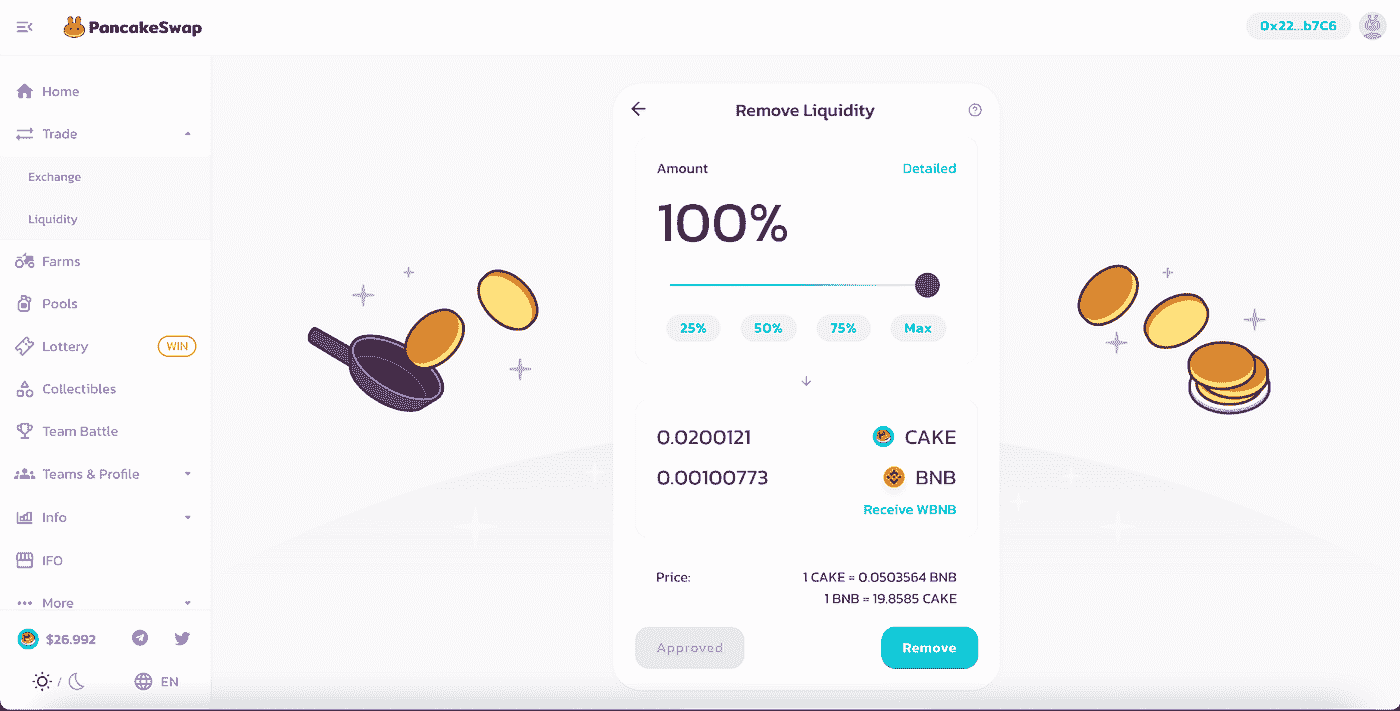 PancakeSwap
0x22...b7C6
Home
Trade
Exchange
Liquidity
Farms
Pools
Lottery
WIN
Collectibles
Team Battle
Teams & Profile
Info
IFO
More
$26.992
/
EN
Remove Liquidity
?
Amount
Detailed
100%
25%
50%
75%
Max
0.0200121
CAKE
0.00100773
BNB
Receive WBNB
Price:
1 CAKE = 0.0503564 BNB
1 BNB = 19.8585 CAKE
Approved
Remove